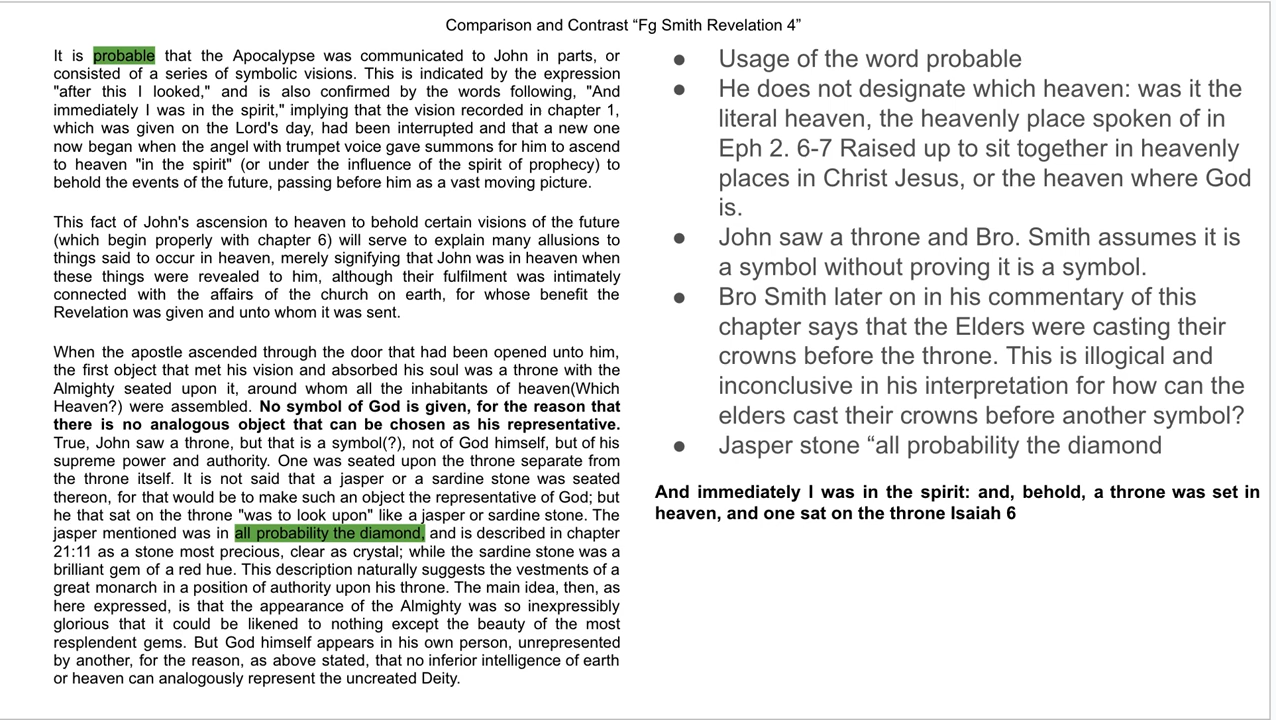 Comparison and Contrast “Fg Smith Revelation 4”
It is probable that the Apocalypse was communicated to John in parts, or
consisted of a series of symbolic visions. This is indicated by the expression
"after this I looked," and is also confirmed by the words following, "And
immediately I was in the spirit," implying that the vision recorded in chapter 1,
which was given on the Lord's day, had been interrupted and that a new one
now began when the angel with trumpet voice gave summons for him to ascend
to heaven "in the spirit" (or under the influence of the spirit of prophecy) to
behold the events of the future, passing before him as a vast moving picture.
This fact of John's ascension to heaven to behold certain visions of the future
(which begin properly with chapter 6) will serve to explain many allusions to
things said to occur in heaven, merely signifying that John was in heaven when
these things were revealed to him, although their fulfilment was intimately
connected with the affairs of the church on earth, for whose benefit the
Revelation was given and unto whom it was sent.
When the apostle ascended through the door that had been opened unto him,
the first object that met his vision and absorbed his soul was a throne with the
Almighty seated upon it, around whom all the inhabitants of heaven(Which
Heaven?) were assembled. No symbol of God is given, for the reason that
there is no analogous object that can be chosen as his representative.
True, John saw a throne, but that is a symbol(?), not of God himself, but of his
supreme power and authority. One was seated upon the throne separate from
the throne itself. It is not said that a jasper or a sardine stone was seated
thereon, for that would be to make such an object the representative of God; but
he that sat on the throne "was to look upon" like a jasper or sardine stone. The
jasper mentioned was in all probability the diamond, and is described in chapter
21:11 as a stone most precious, clear as crystal; while the sardine stone was a
brilliant gem of a red hue. This description naturally suggests the vestments of a
great monarch in a position of authority upon his throne. The main idea, then, as
here expressed, is that the appearance of the Almighty was so inexpressibly
glorious that it could be likened to nothing except the beauty of the most
resplendent gems. But God himself appears in his own person, unrepresented
by another, for the reason, as above stated, that no inferior intelligence of earth
or heaven can analogously represent the uncreated Deity.
● Usage of the word probable
● He does not designate which heaven: was it the
literal heaven, the heavenly place spoken of in
Eph 2. 6-7 Raised up to sit together in heavenly
places in Christ Jesus, or the heaven where God
is.
● John saw a throne and Bro. Smith assumes it is
a symbol without proving it is a symbol.
● Bro Smith later on in his commentary of this
chapter says that the Elders were casting their
crowns before the throne. This is illogical and
inconclusive in his interpretation for how can the
elders cast their crowns before another symbol?
● Jasper stone “all probability the diamond
And immediately I was in the spirit: and, behold, a throne was set in
heaven, and one sat on the throne Isaiah 6